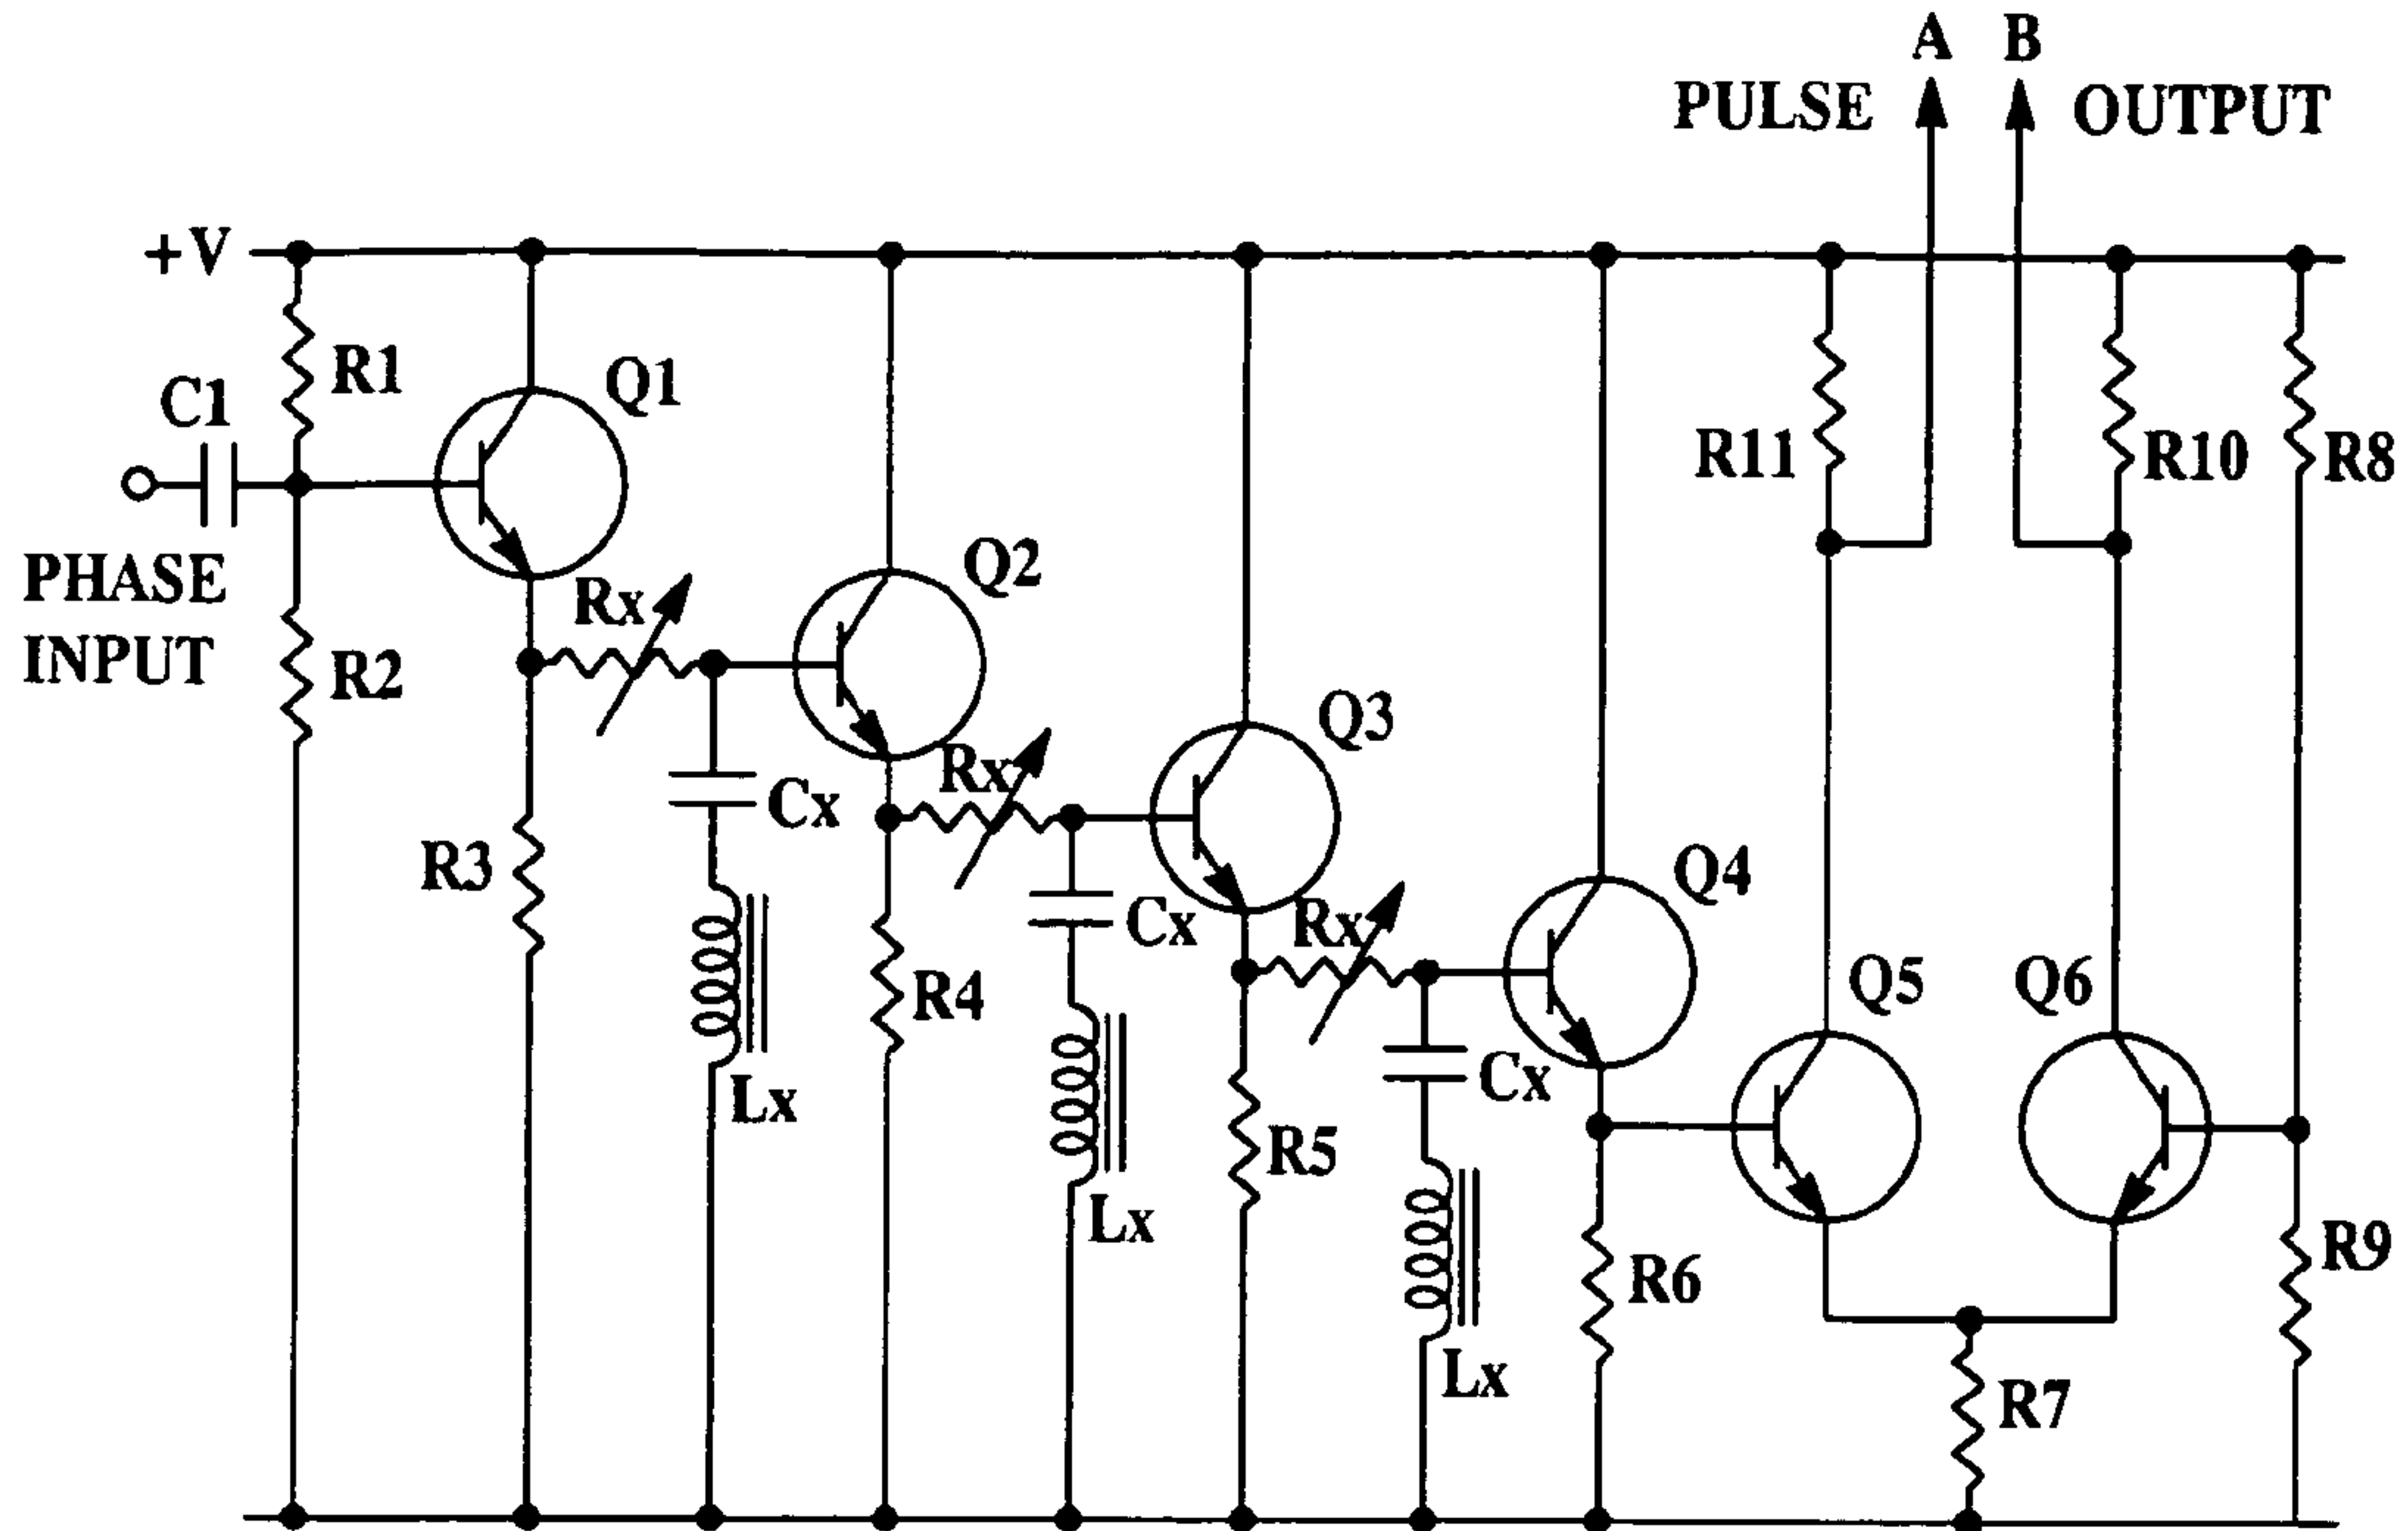 A B
PULSE OUTPUT
+V
R1
C1
Q1
R11
R10
R8
PHASE
INPUT
Rx
Q2
R2
Q3
Rx
Cx
R3
Q4
Rx
Cx
R4
Q5
Q6
Cx
Lx
R5
Lx
R6
R9
Lx
R7